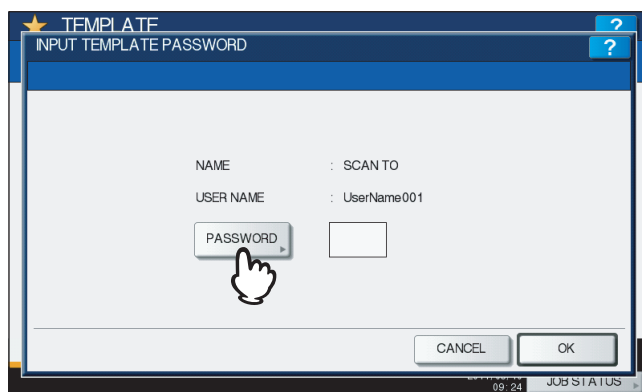 TEMPLATE
?
INPUT TEMPLATE PASSWORD
?
NAME : SCAN TO
USER NAME : UserName001
PASSWORD
CANCEL
OK
09:24
JOB STATUS